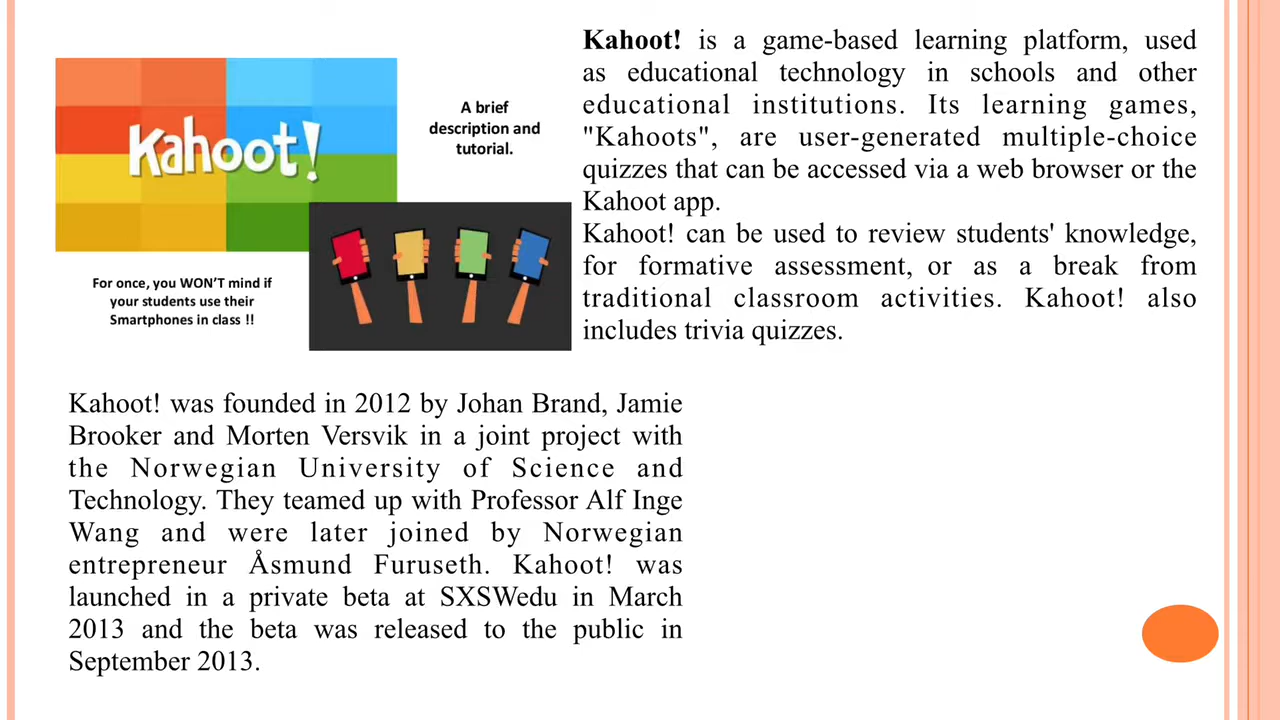 Kahoot!
A brief
description and
tutorial.
For once, you WON'T mind if
your students use their
Smartphones in class !!
Kahoot! is a game-based learning platform, used
as educational technology in schools and other
educational institutions. Its learning games,
"Kahoots", are user-generated multiple-choice
quizzes that can be accessed via a web browser or the
Kahoot app.
Kahoot! can be used to review students' knowledge,
for formative assessment, or as a break from
traditional classroom activities. Kahoot! also
includes trivia quizzes.
Kahoot! was founded in 2012 by Johan Brand, Jamie
Brooker and Morten Versvik in a joint project with
the Norwegian University of Science and
Technology. They teamed up with Professor Alf Inge
Wang and were later joined by Norwegian
entrepreneur Åsmund Furuseth. Kahoot! was
launched in a private beta at SXSWedu in March
2013 and the beta was released to the public in
September 2013.